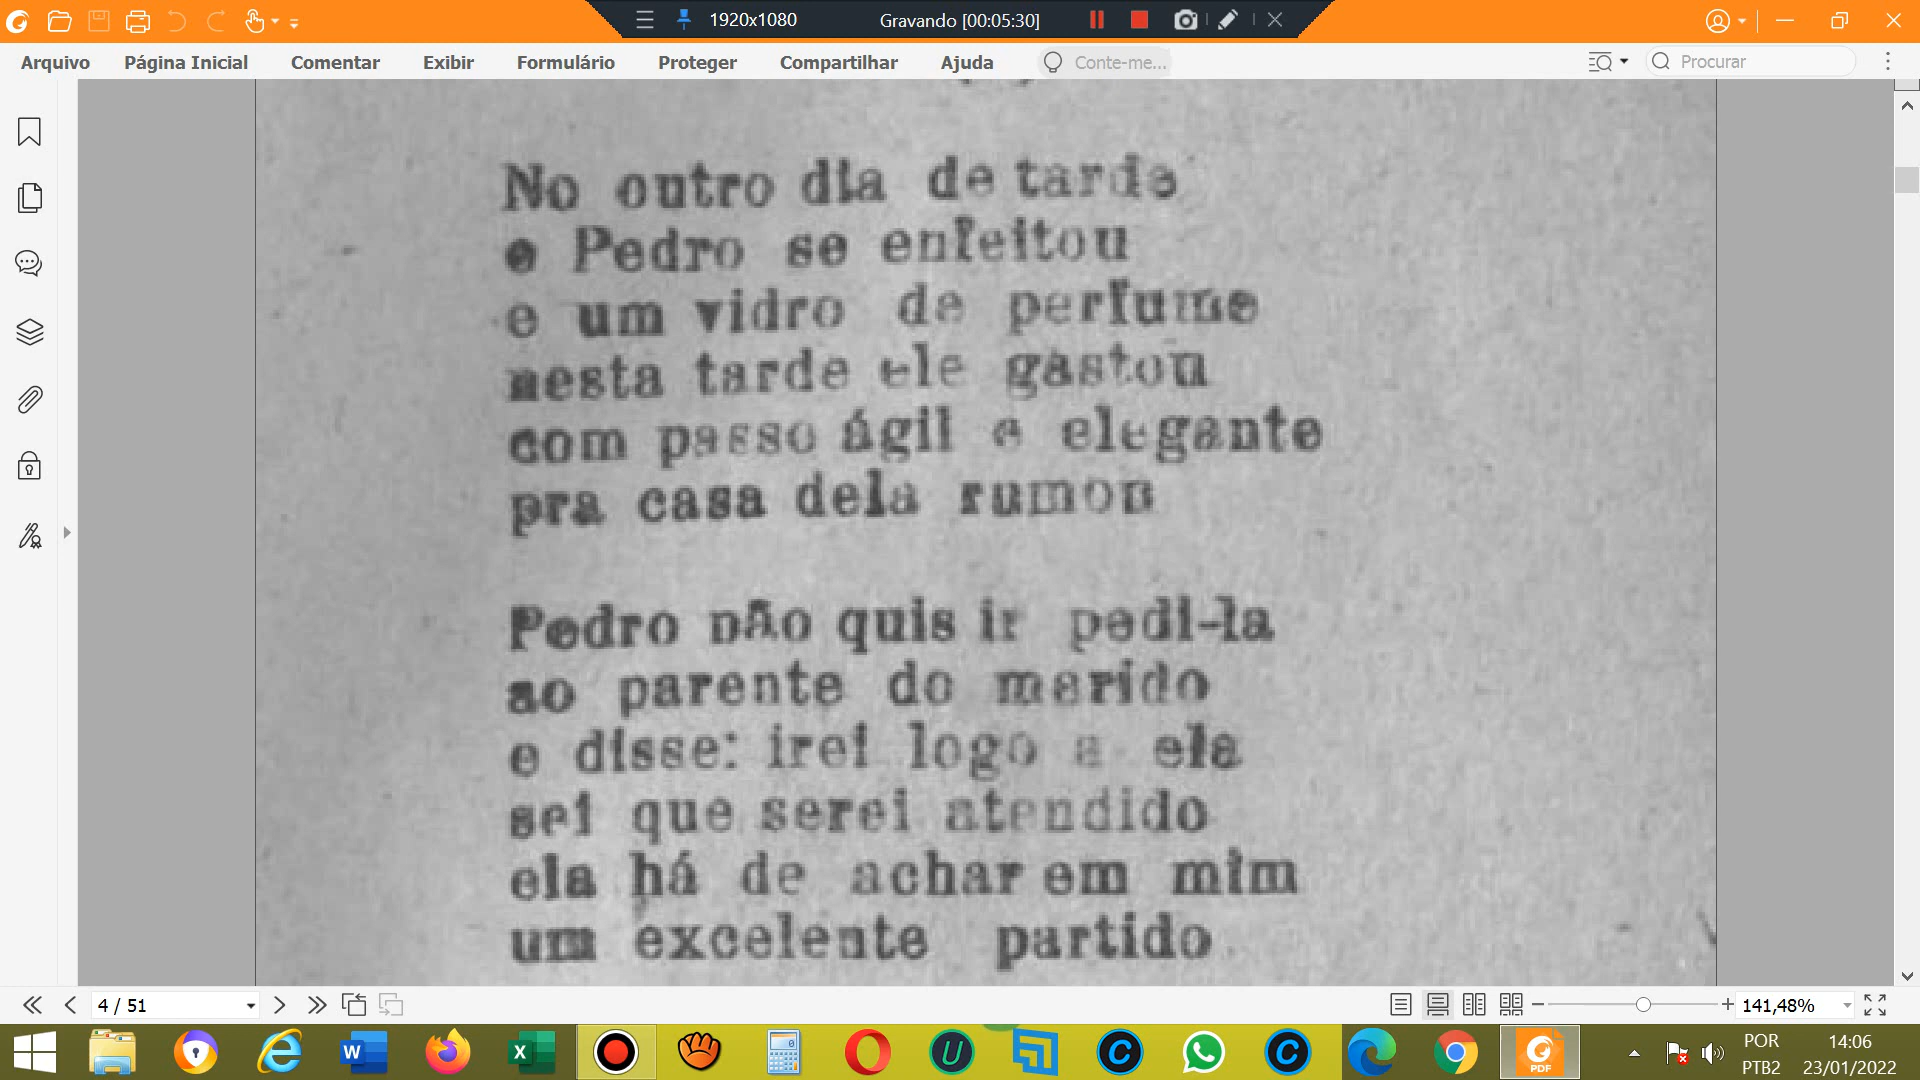 1920x1080
Gravando [00:05:30]
Arquivo
Página Inicial
Comentar
Exibir
Formulário
Proteger
Compartilhar
Ajuda
Conte-me...
Procurar
No outro dia de tarde
e Pedro se enfeitou
e um vidro de perfume
nesta tarde ele gastou
com passo ágil e elegante
pra casa dela rumou
Pedro não quis ir pedi-la
ao parente do marido
e disse: irei logo a ela
sei que serei atendido
ela há de achar em mim
um excelente partido
4 / 51
141,48%
POR
PTB2
14:06
23/01/2022
PDF